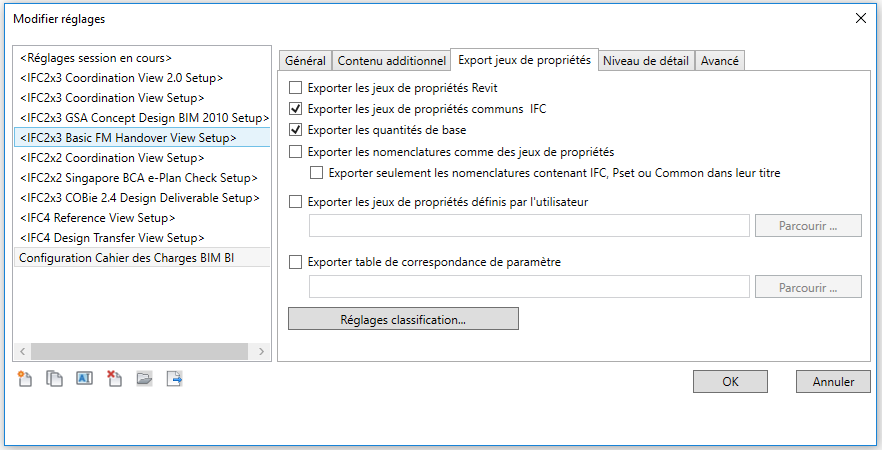 Modifier réglages
<Réglages session en cours>
<IFC2x3 Coordination View 2.0 Setup>
<IFC2x3 Coordination View Setup>
<IFC2x3 GSA Concept Design BIM 2010 Setup>
<IFC2x3 Basic FM Handover View Setup>
<IFC2x2 Coordination View Setup>
<IFC2x2 Singapore BCA e-Plan Check Setup>
<IFC2x3 COBie 2.4 Design Deliverable Setup>
<IFC4 Reference View Setup>
<IFC4 Design Transfer View Setup>
Configuration Cahier des Charges BIM BI
Général Contenu additionnel Export jeux de propriétés Niveau de détail Avancé
Exporter les jeux de propriétés Revit
Exporter les jeux de propriétés communs IFC
Exporter les quantités de base
Exporter les nomenclatures comme des jeux de propriétés
Exporter seulement les nomenclatures contenant IFC, Pset ou Common dans leur titre
Exporter les jeux de propriétés définis par l'utilisateur
Parcourir ...
Exporter table de correspondance de paramètre
Parcourir ...
Réglages classification...
OK Annuler